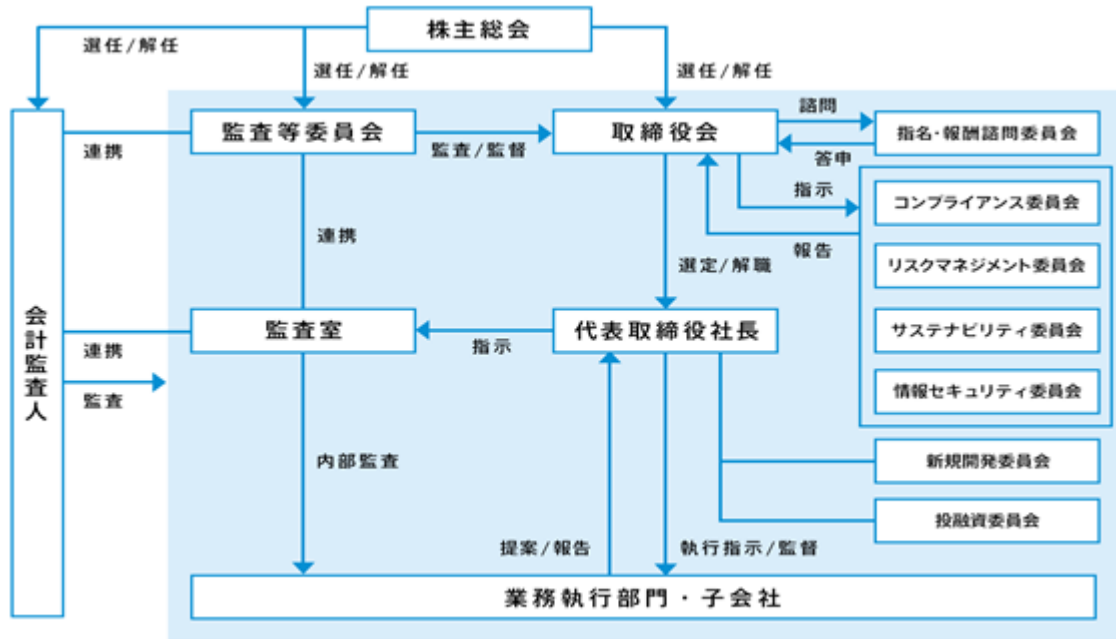 株主総会
選任/解任
選任/解任
選任/解任
監査等委員会
取締役会
諮問
指名・報酬諮問委員会
連携
監査/監督
答申
指示
コンプライアンス委員会
連携
報告
選定/解職
リスクマネジメント委員会
会計監査人
監査室
代表取締役社長
サステナビリティ委員会
連携
指示
監査
情報セキュリティ委員会
内部監査
新規開発委員会
投融資委員会
提案/報告
執行指示/監督
業務執行部門・子会社